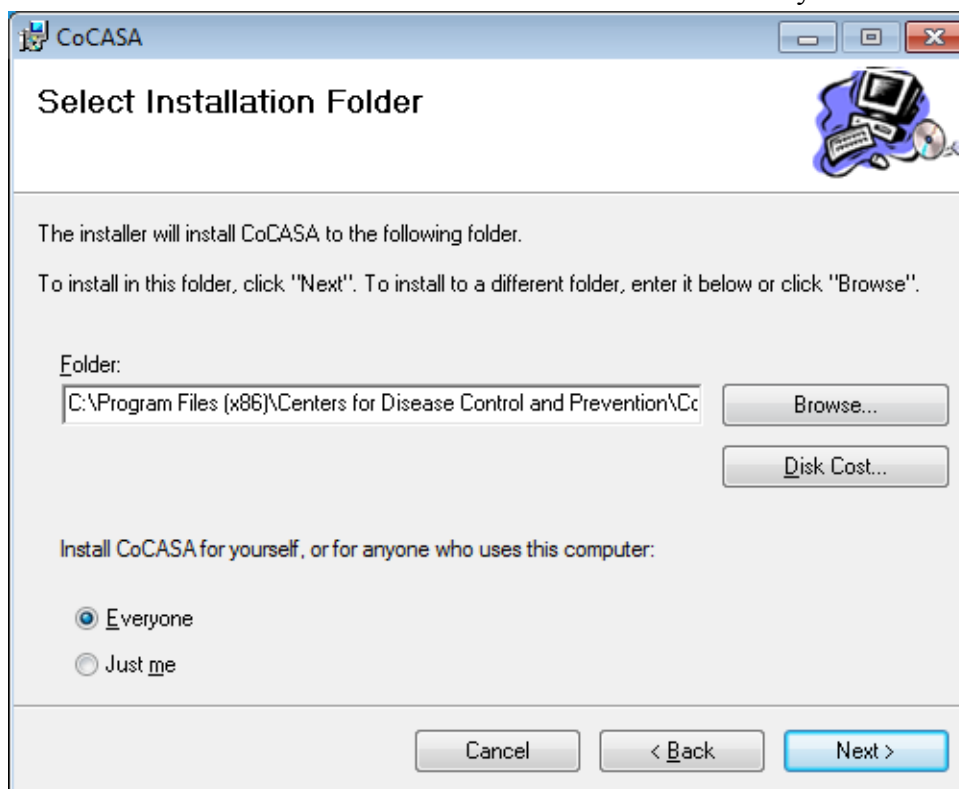 CoCASA
Select Installation Folder
The installer will install CoCASA to the following folder.
To install in this folder, click "Next". To install to a different folder, enter it below or click "Browse".
Folder:
C:\Program Files (x86)\Centers for Disease Control and Prevention\Cc
Browse...
Disk Cost...
Install CoCASA for yourself, or for anyone who uses this computer:
Everyone
Just me
Cancel
< Back
Next >